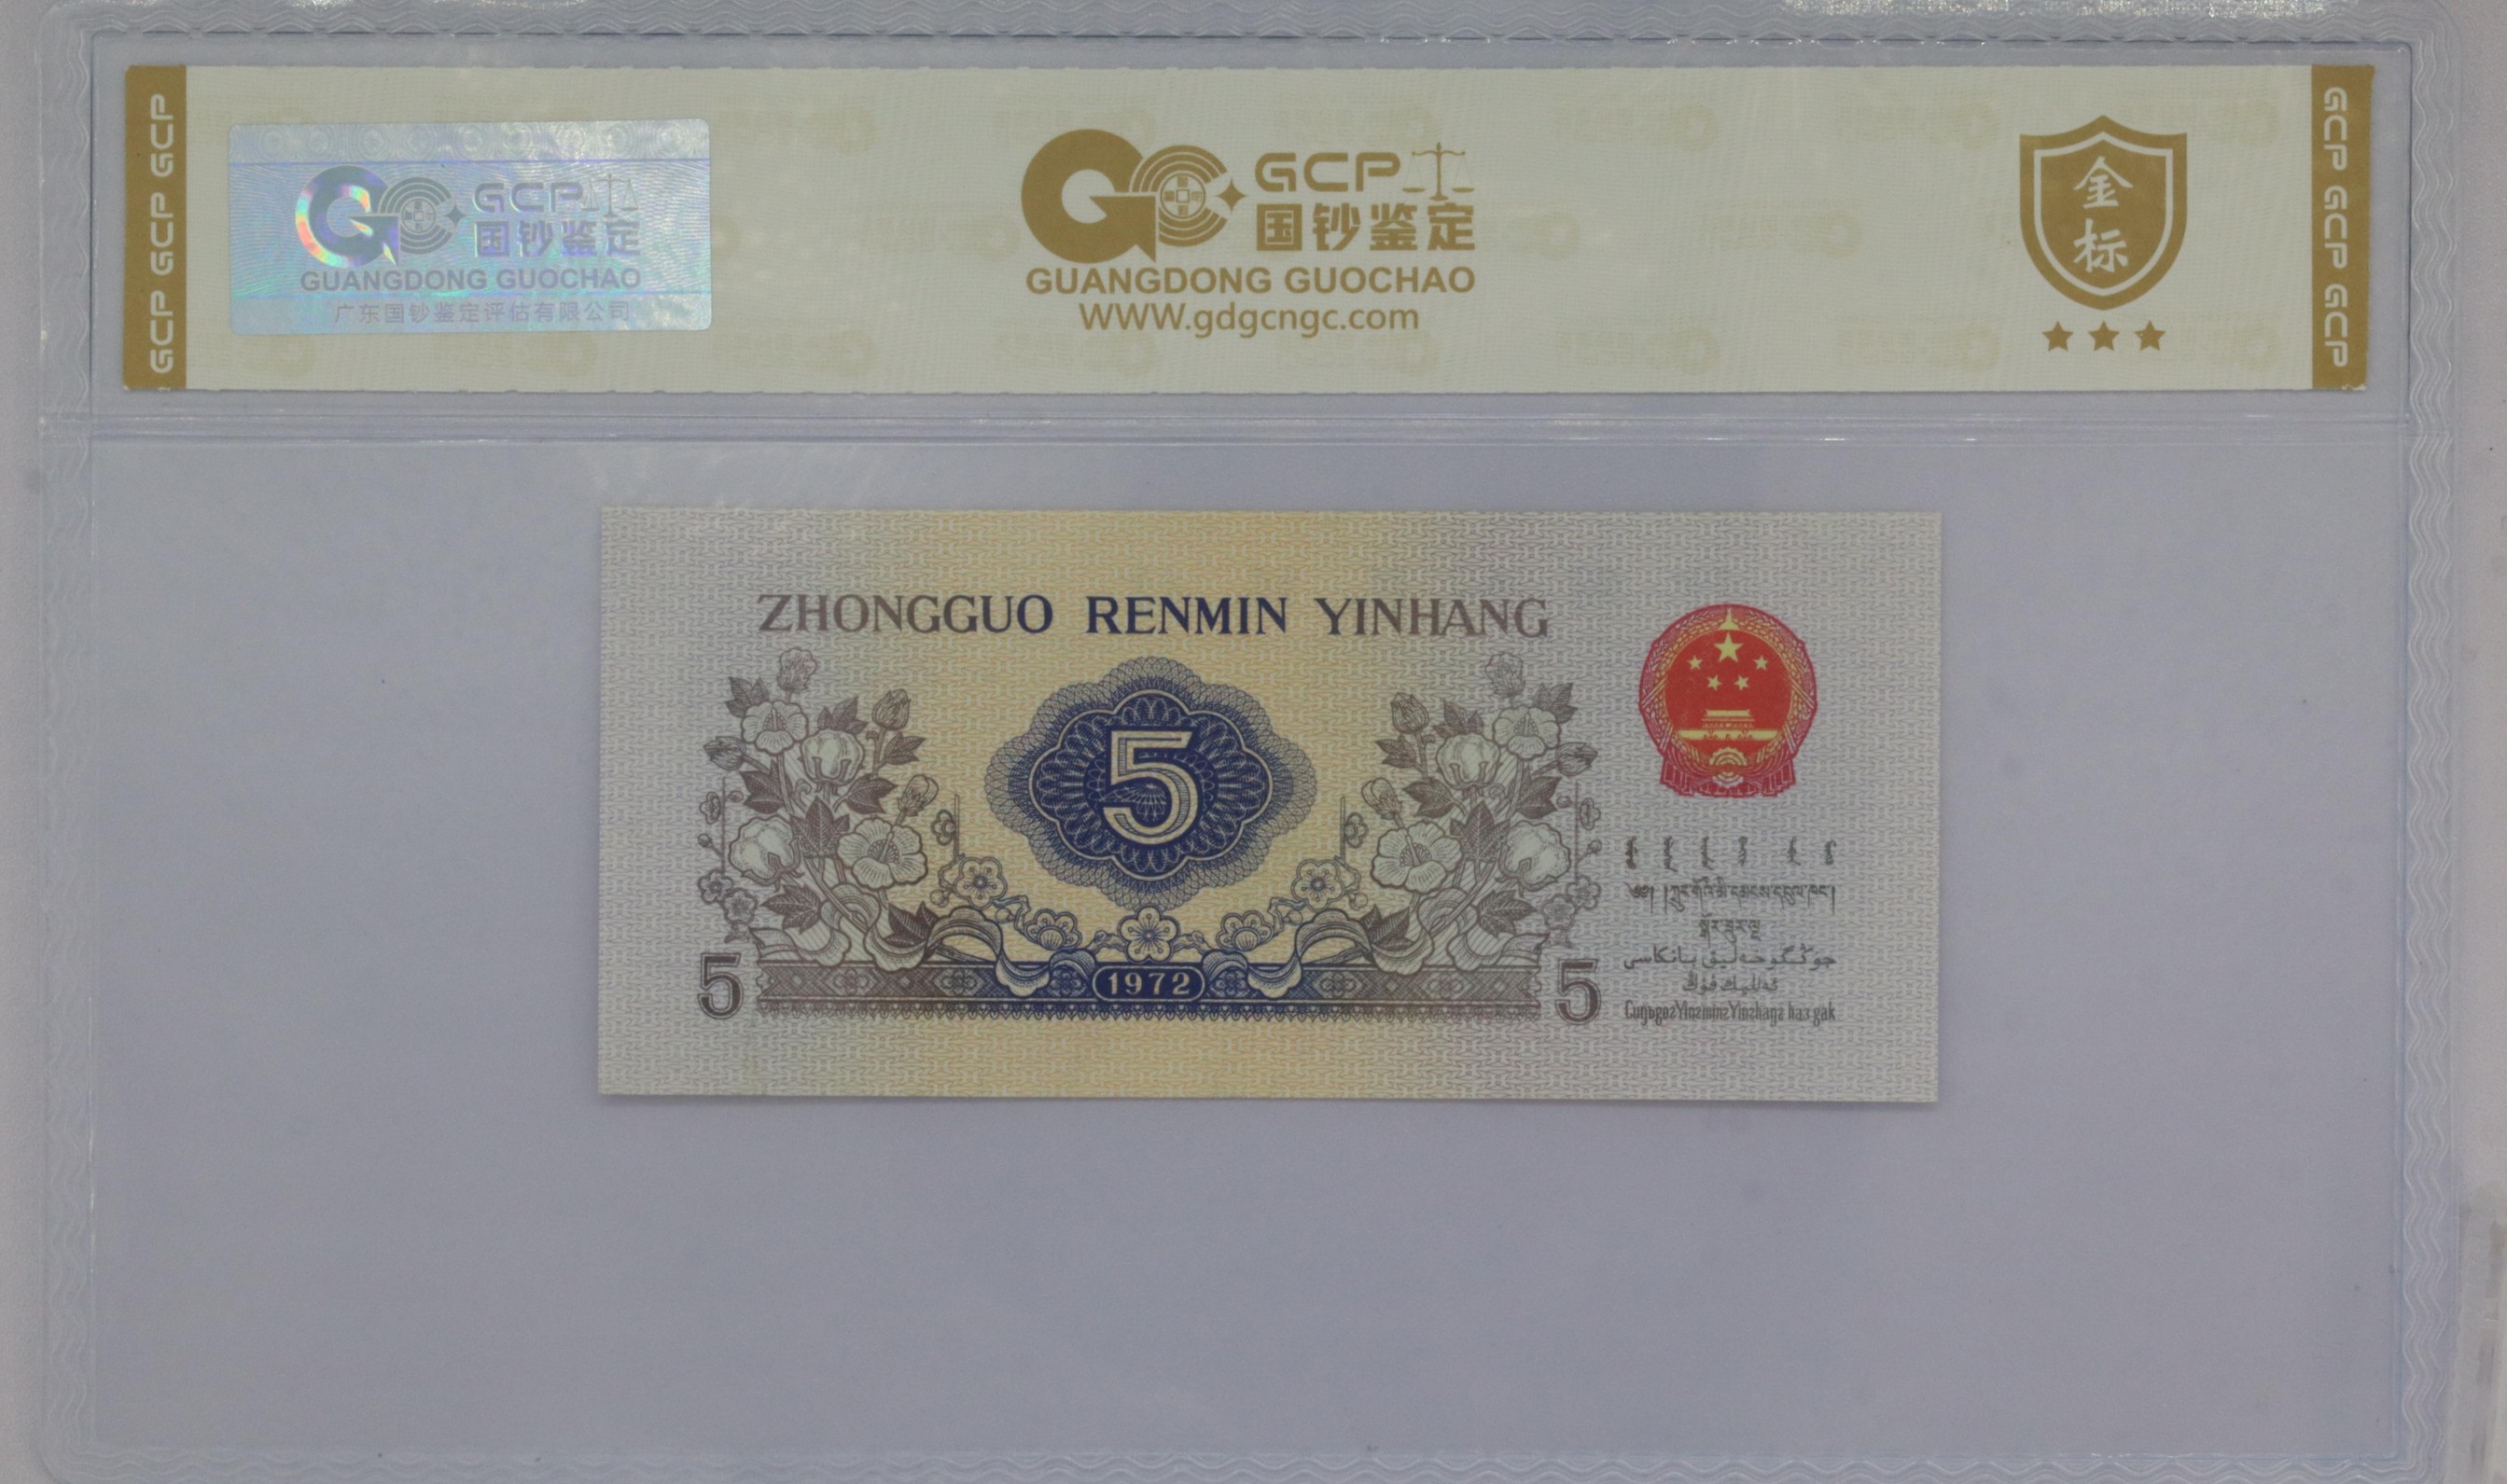 GCP GCP GCP
GCP
国钞鉴定
GUANGDONG GUOCHAO
广东国钞鉴定评估有限公司
GCP
国钞鉴定
GUANGDONG GUOCHAO
WWW.gdgcngc.com
金
标
GCP GCP GCP
ZHONGGUO RENMIN YINHANG
5
1972
5
5